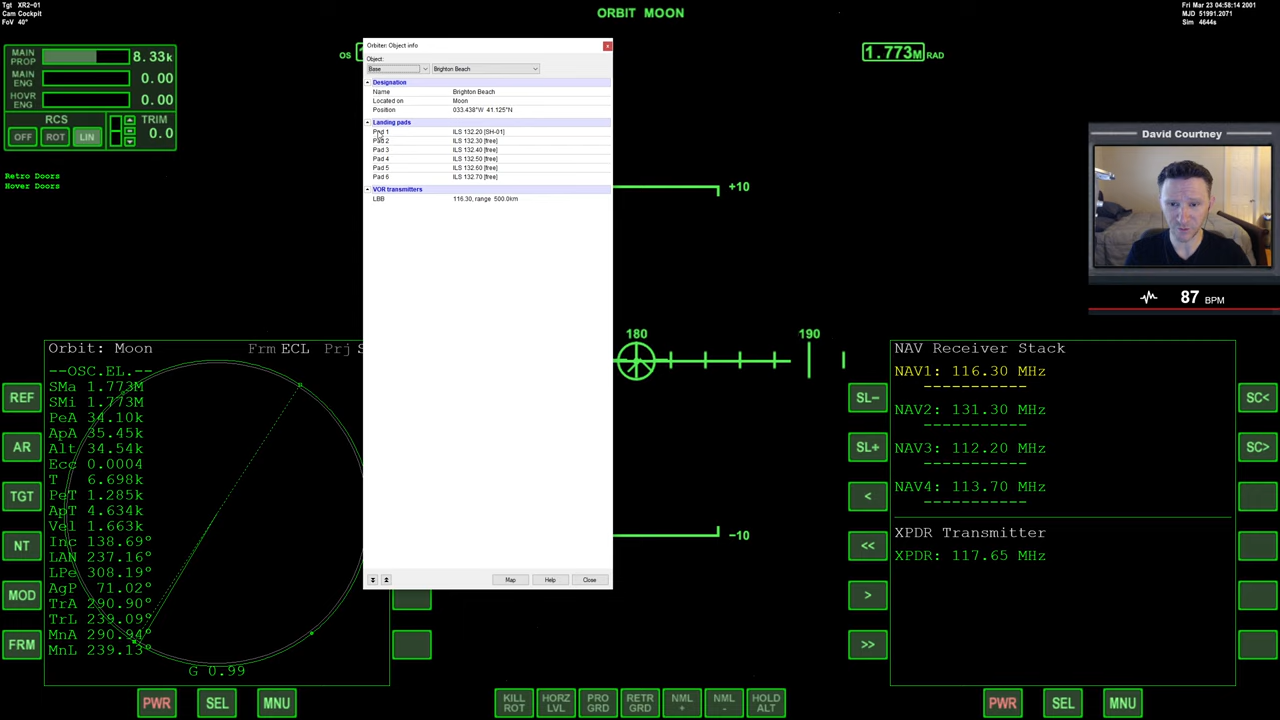 Tgt XR2-01
Cam Cockpit
FoV 40°
ORBIT MOON
Fri Mar 23 04:58:14 2001
MJD 51991.2071
Sim 4644s
MAIN PROP 8.33k
MAIN ENG 0.00
HOVR ENG 0.00
RCS TRIM
OFF ROT LIN 0.0
Retro Doors
Hover Doors
OS
1.773M RAD
Orbiter: Object info
x
Object:
Base Brighton Beach
Designation
Name Brighton Beach
Located on Moon
Position 033.438°W 41.125°N
Landing pads
Pad 1 ILS 132.20 [SH-01]
Pad 2 ILS 132.30 [free]
Pad 3 ILS 132.40 [free]
Pad 4 ILS 132.50 [free]
Pad 5 ILS 132.60 [free]
Pad 6 ILS 132.70 [free]
VOR transmitters
LBB 116.30, range 500.0km
Map Help Close
+10
180 190
-10
David Courtney
87 BPM
Orbit: Moon Frm ECL Prj
--OSC.EL.--
SMa 1.773M
SMi 1.773M
PeA 34.10k
ApA 35.45k
Alt 34.54k
Ecc 0.0004
T 6.698k
PeT 1.285k
ApT 4.634k
Vel 1.663k
Inc 138.69°
LAN 237.16°
LPe 308.19°
AgP 71.02°
TrA 290.90°
TrL 239.09°
MnA 290.94°
MnL 239.13°
G 0.99
REF
AR
TGT
NT
MOD
FRM
PWR SEL MNU
KILL ROT
HORZ LVL
PRO GRD
RETR GRD
NML +
NML -
HOLD ALT
NAV Receiver Stack
NAV1: 116.30 MHz
-----------
NAV2: 131.30 MHz
-----------
NAV3: 112.20 MHz
-----------
NAV4: 113.70 MHz
-----------
XPDR Transmitter
XPDR: 117.65 MHz
SL-
SL+
<
<<
>
>>
SC<
SC>
PWR SEL MNU